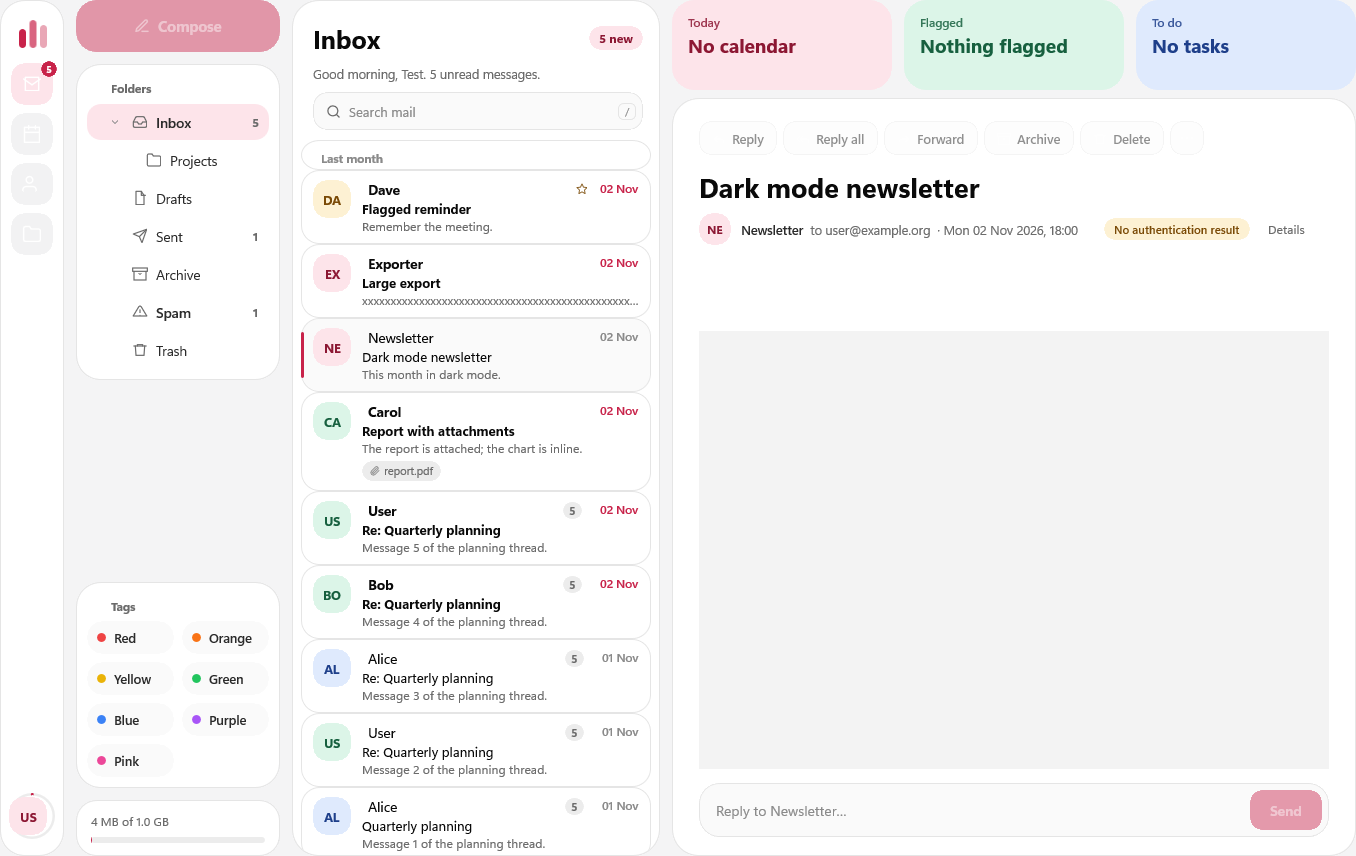 Compose
5
Folders
Inbox 5
Projects
Drafts
Sent 1
Archive
Spam 1
Trash
Tags
Red
Orange
Yellow
Green
Blue
Purple
Pink
4 MB of 1.0 GB
US
Inbox
5 new
Good morning, Test. 5 unread messages.
Search mail /
Last month
DA Dave 02 Nov
Flagged reminder
Remember the meeting.
EX Exporter 02 Nov
Large export
xxxxxxxxxxxxxxxxxxxxxxxxxxxxxxxxxxxxxxxxxxxxxxxx...
NE Newsletter 02 Nov
Dark mode newsletter
This month in dark mode.
CA Carol 02 Nov
Report with attachments
The report is attached; the chart is inline.
report.pdf
US User 5 02 Nov
Re: Quarterly planning
Message 5 of the planning thread.
BO Bob 5 02 Nov
Re: Quarterly planning
Message 4 of the planning thread.
AL Alice 5 01 Nov
Re: Quarterly planning
Message 3 of the planning thread.
US User 5 01 Nov
Re: Quarterly planning
Message 2 of the planning thread.
AL Alice 5 01 Nov
Quarterly planning
Message 1 of the planning thread.
Today
No calendar
Flagged
Nothing flagged
To do
No tasks
Reply Reply all Forward Archive Delete
Dark mode newsletter
NE Newsletter to user@example.org · Mon 02 Nov 2026, 18:00 No authentication result Details
Reply to Newsletter... Send